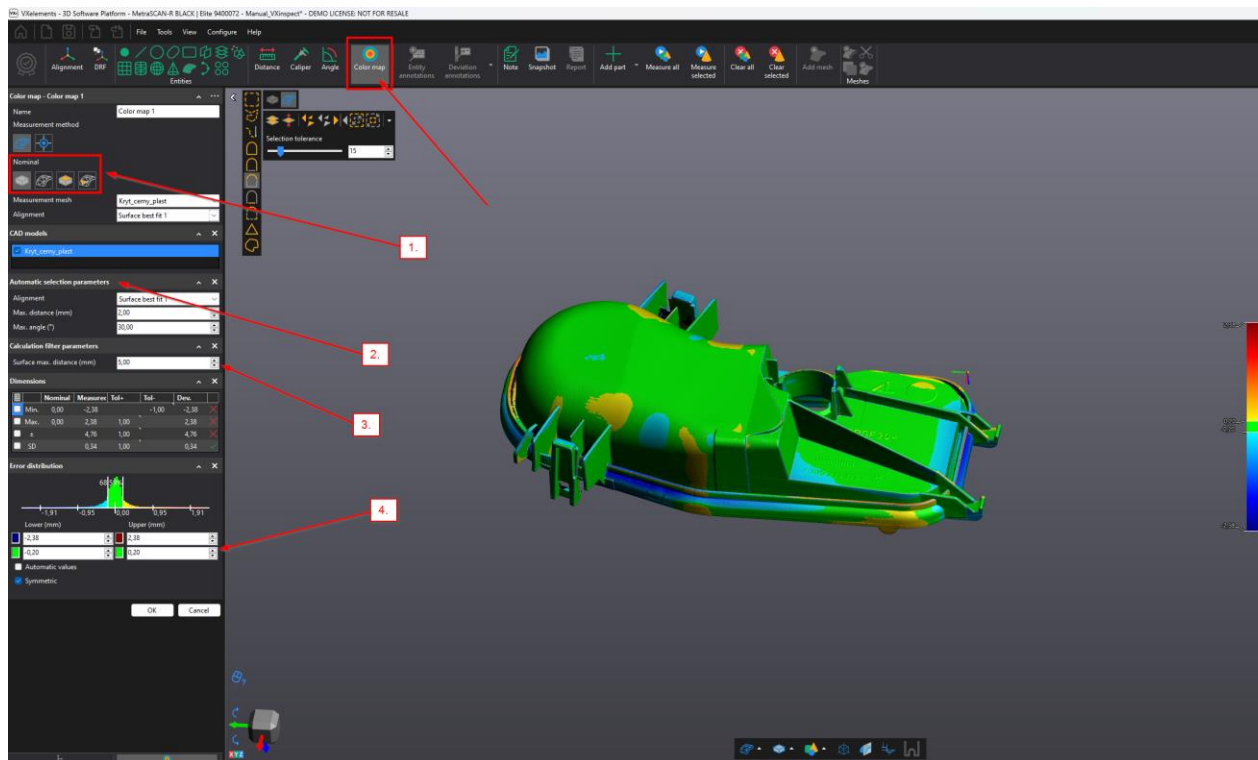 VXelements - 3D Software Platform - MetraSCAN-R BLACK | Elite 9400072 - Manual_VXinspect* - DEMO LICENSE: NOT FOR RESALE
File Tools View Configure Help
Alignment DRF Entities Distance Caliper Angle Color map Entity annotations Deviation annotations Note Snapshot Report Add part Measure all Measure selected Clear all Clear selected Add mesh Meshes
Color map - Color map 1
Name Color map 1
Measurement method
Nominal
Measurement mesh Kryt_cerny_plast
Alignment Surface best fit 1
CAD models
Kryt_cerny_plast
Automatic selection parameters
Alignment Surface best fit 1
Max. distance (mm) 2,00
Max. angle (°) 30,00
Calculation filter parameters
Surface max. distance (mm) 5,00
Dimensions
Nominal Measurec Tol+ Tol- Dev.
Min. 0,00 -2,38 -1,00 -2,38
Max. 0,00 2,38 1,00 2,38
± 4,76 1,00 4,76
SD 0,34 1,00 0,34
Error distribution
-1,91 -0,95 0,00 0,95 1,91
Lower (mm) Upper (mm)
-2,38 2,38
-0,20 0,20
Automatic values
Symmetric
OK Cancel
Selection tolerance
15
1.
2.
3.
4.
XYZ